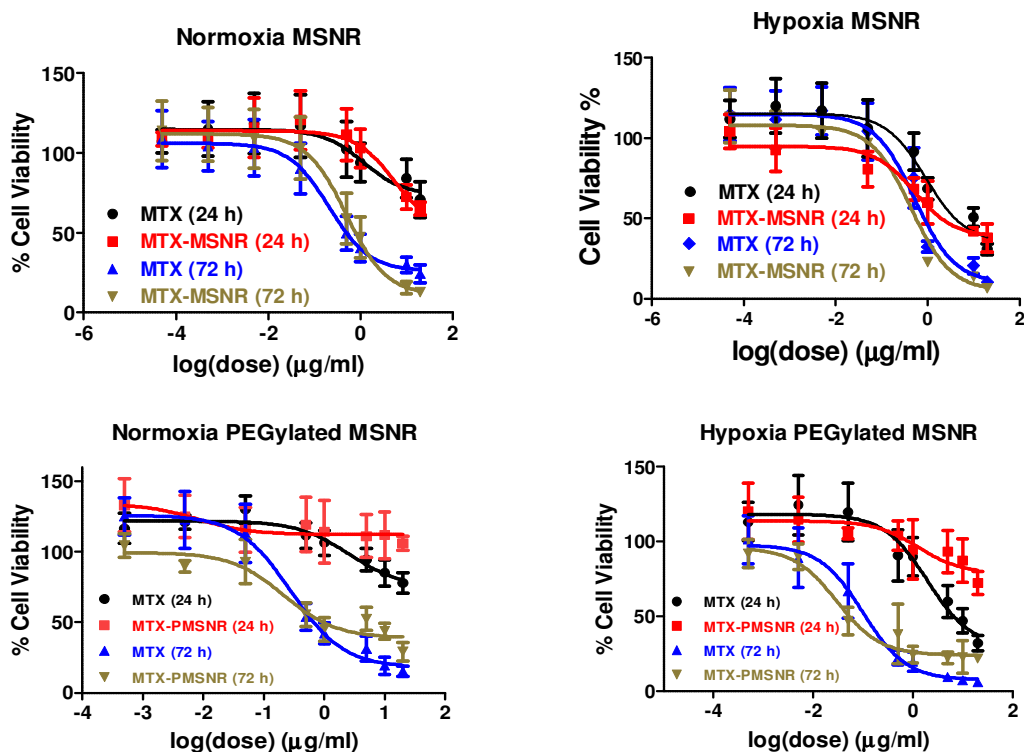 Normoxia MSNR
% Cell Viability
150
100
50
0
MTX (24 h)
MTX-MSNR (24 h)
MTX (72 h)
MTX-MSNR (72 h)
-6 -4 -2 0 2
log(dose) (µg/ml)
Hypoxia MSNR
Cell Viability %
150
100
50
0
MTX (24 h)
MTX-MSNR (24 h)
MTX (72 h)
MTX-MSNR (72 h)
-6 -4 -2 0 2
log(dose) (µg/ml)
Normoxia PEGylated MSNR
% Cell Viability
150
100
50
0
MTX (24 h)
MTX-PMSNR (24 h)
MTX (72 h)
MTX-PMSNR (72 h)
-4 -3 -2 -1 0 1 2
log(dose) (µg/ml)
Hypoxia PEGylated MSNR
% Cell Viability
150
100
50
0
MTX (24 h)
MTX-PMSNR (24 h)
MTX (72 h)
MTX-PMSNR (72 h)
-4 -2 0 2
log(dose) (µg/ml)